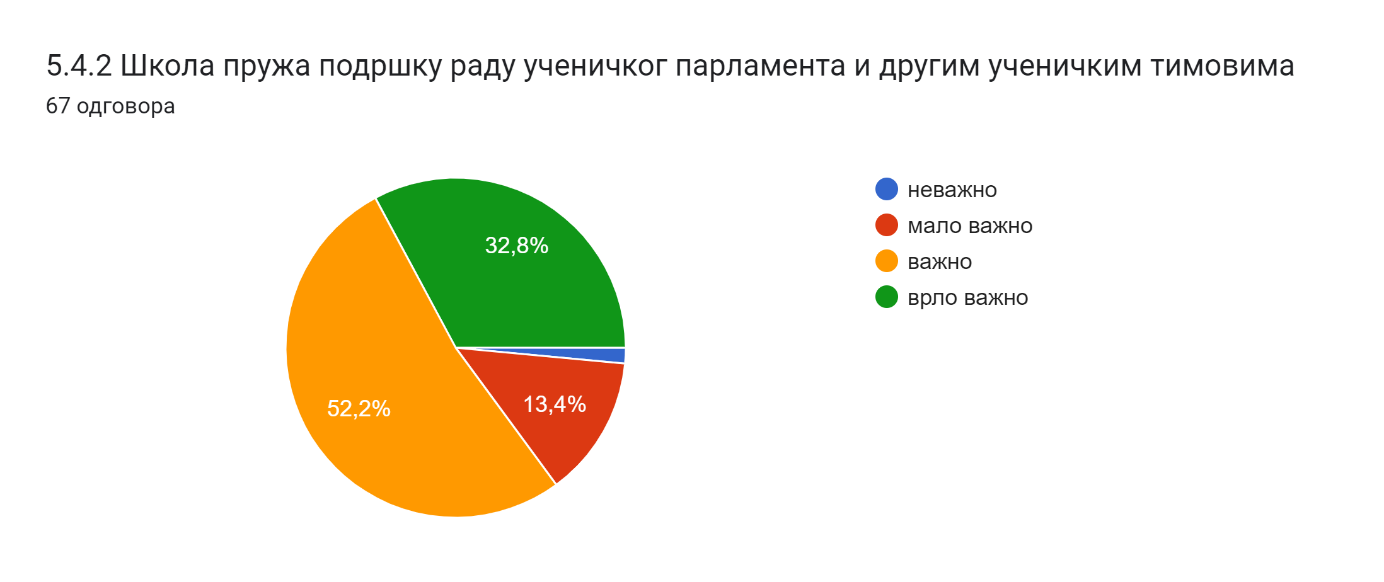 5.4.2 Школа пружа подршку раду ученичког парламента и другим ученичким тимовима
67 одговора
неважно
мало важно
важно
врло важно
32,8%
52,2%
13,4%